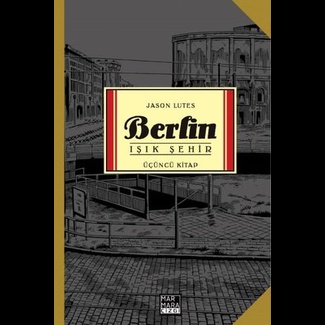 JASON LUTES
Berlin
IŞIK ŞEHİR
ÜÇÜNCÜ KİTAP
MAR
MARA
ÇİZGİ